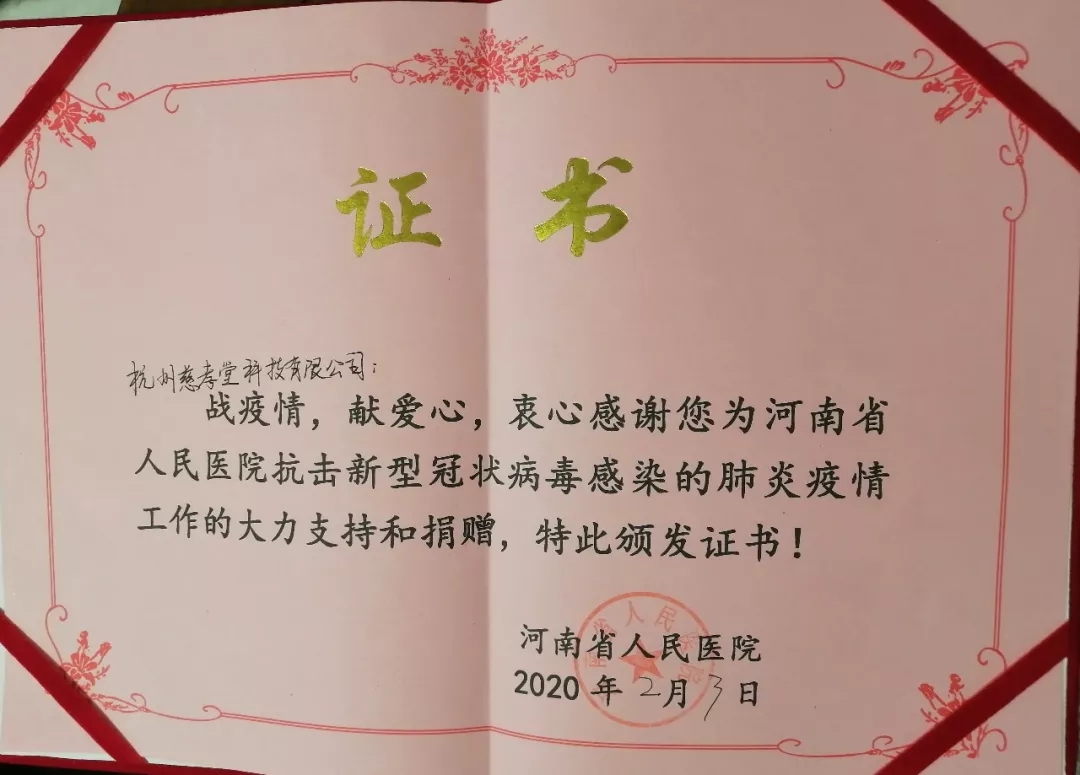 证书
杭州慈孝堂科技有限公司：
战疫情，献爱心，衷心感谢您为河南省
人民医院抗击新型冠状病毒感染的肺炎疫情
工作的大力支持和捐赠，特此颁发证书！
河南省人民医院
2020年2月3日